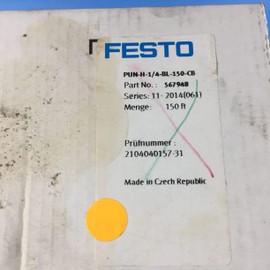 FESTO
PUN-H-1/4-BL-150-CB
Part No.: 567948
Series: 11- 2014(061)
Menge: 150 ft
Prüfnummer :
2104040157-31
Made in Czech Republic